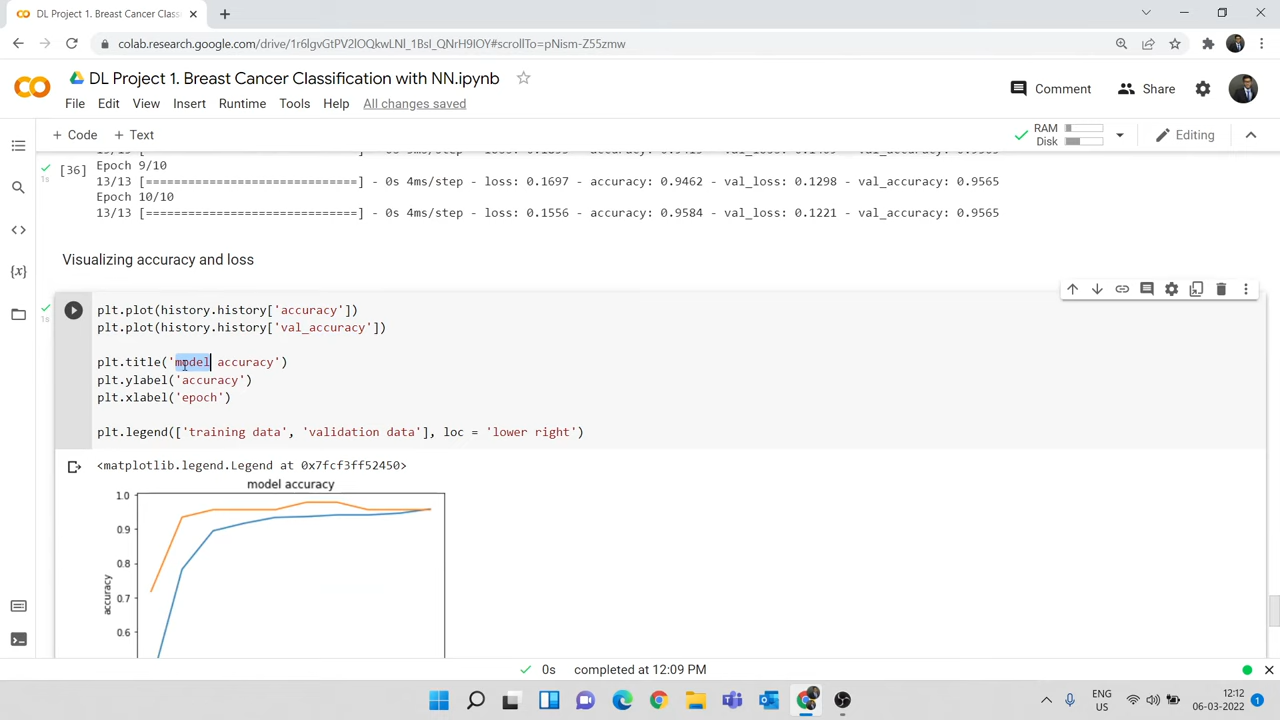 DL Project 1. Breast Cancer Class
colab.research.google.com/drive/1r6lgvGtPV2lOQkwLNl_1BsI_QNrH9IOY#scrollTo=pNism-Z55zmw
DL Project 1. Breast Cancer Classification with NN.ipynb
Comment
Share
File Edit View Insert Runtime Tools Help All changes saved
+ Code + Text
RAM
Disk
Editing
[36]
1s
Epoch 9/10
13/13 [==============================] - 0s 4ms/step - loss: 0.1697 - accuracy: 0.9462 - val_loss: 0.1298 - val_accuracy: 0.9565
Epoch 10/10
13/13 [==============================] - 0s 4ms/step - loss: 0.1556 - accuracy: 0.9584 - val_loss: 0.1221 - val_accuracy: 0.9565
Visualizing accuracy and loss
1s
plt.plot(history.history['accuracy'])
plt.plot(history.history['val_accuracy'])
plt.title('model accuracy')
plt.ylabel('accuracy')
plt.xlabel('epoch')
plt.legend(['training data', 'validation data'], loc = 'lower right')
<matplotlib.legend.Legend at 0x7fcf3ff52450>
model accuracy
1.0
0.9
0.8
0.7
0.6
accuracy
0s completed at 12:09 PM
ENG
US
12:12
06-03-2022
1